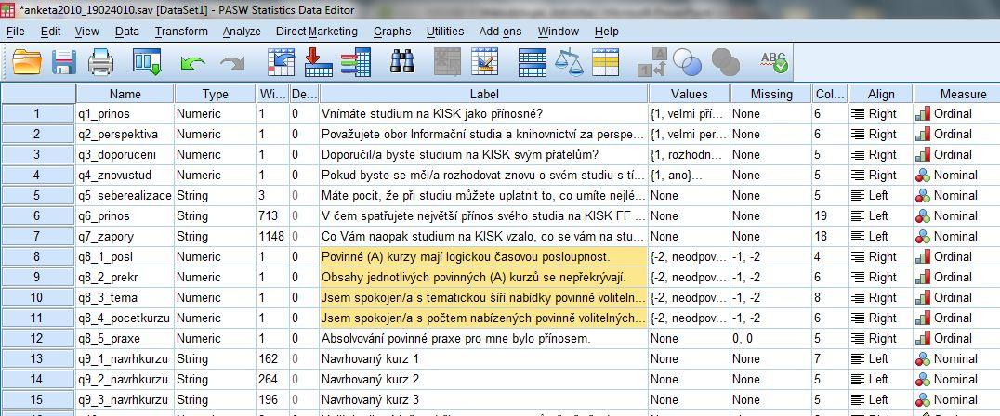 *anketa2010_19024010.sav [DataSet1] - PASW Statistics Data Editor
File Edit View Data Transform Analyze Direct Marketing Graphs Utilities Add-ons Window Help
ABC
Name Type Wi... De... Label Values Missing Col... Align Measure
1 q1_prinos Numeric 1 0 Vnímáte studium na KISK jako přínosné? {1, velmi pří... None 6 Right Ordinal
2 q2_perspektiva Numeric 1 0 Považujete obor Informační studia a knihovnictví za perspe... {1, velmi per... None 6 Right Ordinal
3 q3_doporuceni Numeric 1 0 Doporučil/a byste studium na KISK svým přátelům? {1, rozhodn... None 5 Right Ordinal
4 q4_znovustud Numeric 1 0 Pokud byste se měl/a rozhodovat znovu o svém studiu s tí... {1, ano}... None 5 Right Nominal
5 q5_seberealizace String 3 0 Máte pocit, že při studiu můžete uplatnit to, co umíte nejlé... None None 5 Left Nominal
6 q6_prinos String 713 0 V čem spatřujete největší přínos svého studia na KISK FF ... None None 19 Left Nominal
7 q7_zapory String 1148 0 Co Vám naopak studium na KISK vzalo, co se vám na stu... None None 18 Left Nominal
8 q8_1_posl Numeric 1 0 Povinné (A) kurzy mají logickou časovou posloupnost. {-2, neodpov... -1, -2 4 Right Ordinal
9 q8_2_prekr Numeric 1 0 Obsahy jednotlivých povinných (A) kurzů se nepřekrývají. {-2, neodpov... -1, -2 6 Right Ordinal
10 q8_3_tema Numeric 1 0 Jsem spokojen/a s tematickou šíří nabídky povinně voliteln... {-2, neodpov... -1, -2 8 Right Ordinal
11 q8_4_pocetkurzu Numeric 1 0 Jsem spokojen/a s počtem nabízených povinně volitelných... {-2, neodpov... -1, -2 6 Right Ordinal
12 q8_5_praxe Numeric 1 0 Absolvování povinné praxe pro mne bylo přínosem. None 0, 0 5 Right Ordinal
13 q9_1_navrhkurzu String 162 0 Navrhovaný kurz 1 None None 7 Left Nominal
14 q9_2_navrhkurzu String 264 0 Navrhovaný kurz 2 None None 5 Left Nominal
15 q9_3_navrhkurzu String 196 0 Navrhovaný kurz 3 None None 5 Left Nominal